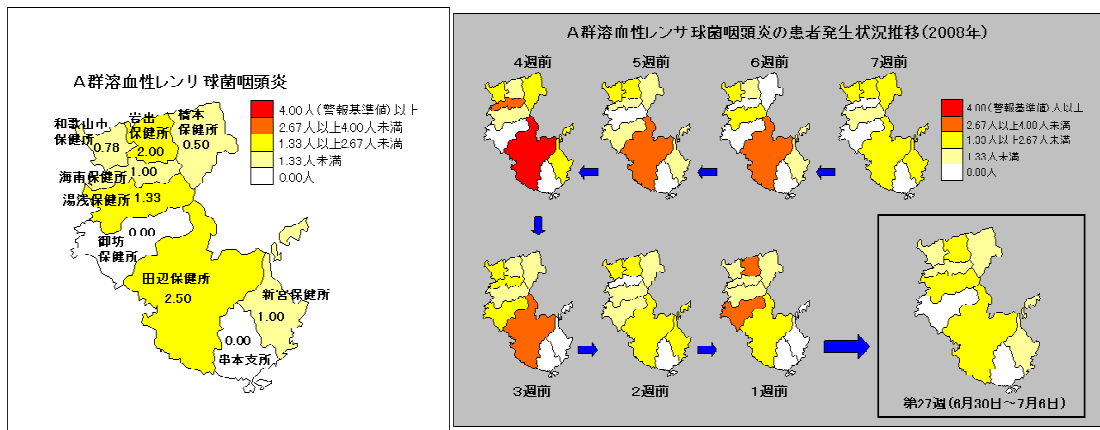 A群溶血性レンサ球菌咽頭炎
4.00人(警報基準値)以上
2.67人以上4.00人未満
1.33人以上2.67人未満
1.33人未満
0.00人
和歌山市保健所
0.78
岩出保健所
2.00
橋本保健所
0.50
海南保健所
1.00
湯浅保健所
1.33
0.00
御坊保健所
田辺保健所
2.50
新宮保健所
1.00
0.00
串本支所
A群溶血性レンサ球菌咽頭炎の患者発生状況推移(2008年)
4週前
5週前
6週前
7週前
4.00(警報基準値)人以上
2.67人以上4.00人未満
1.33人以上2.67人未満
1.33人未満
0.00人
3週前
2週前
1週前
第27週(6月30日~7月6日)